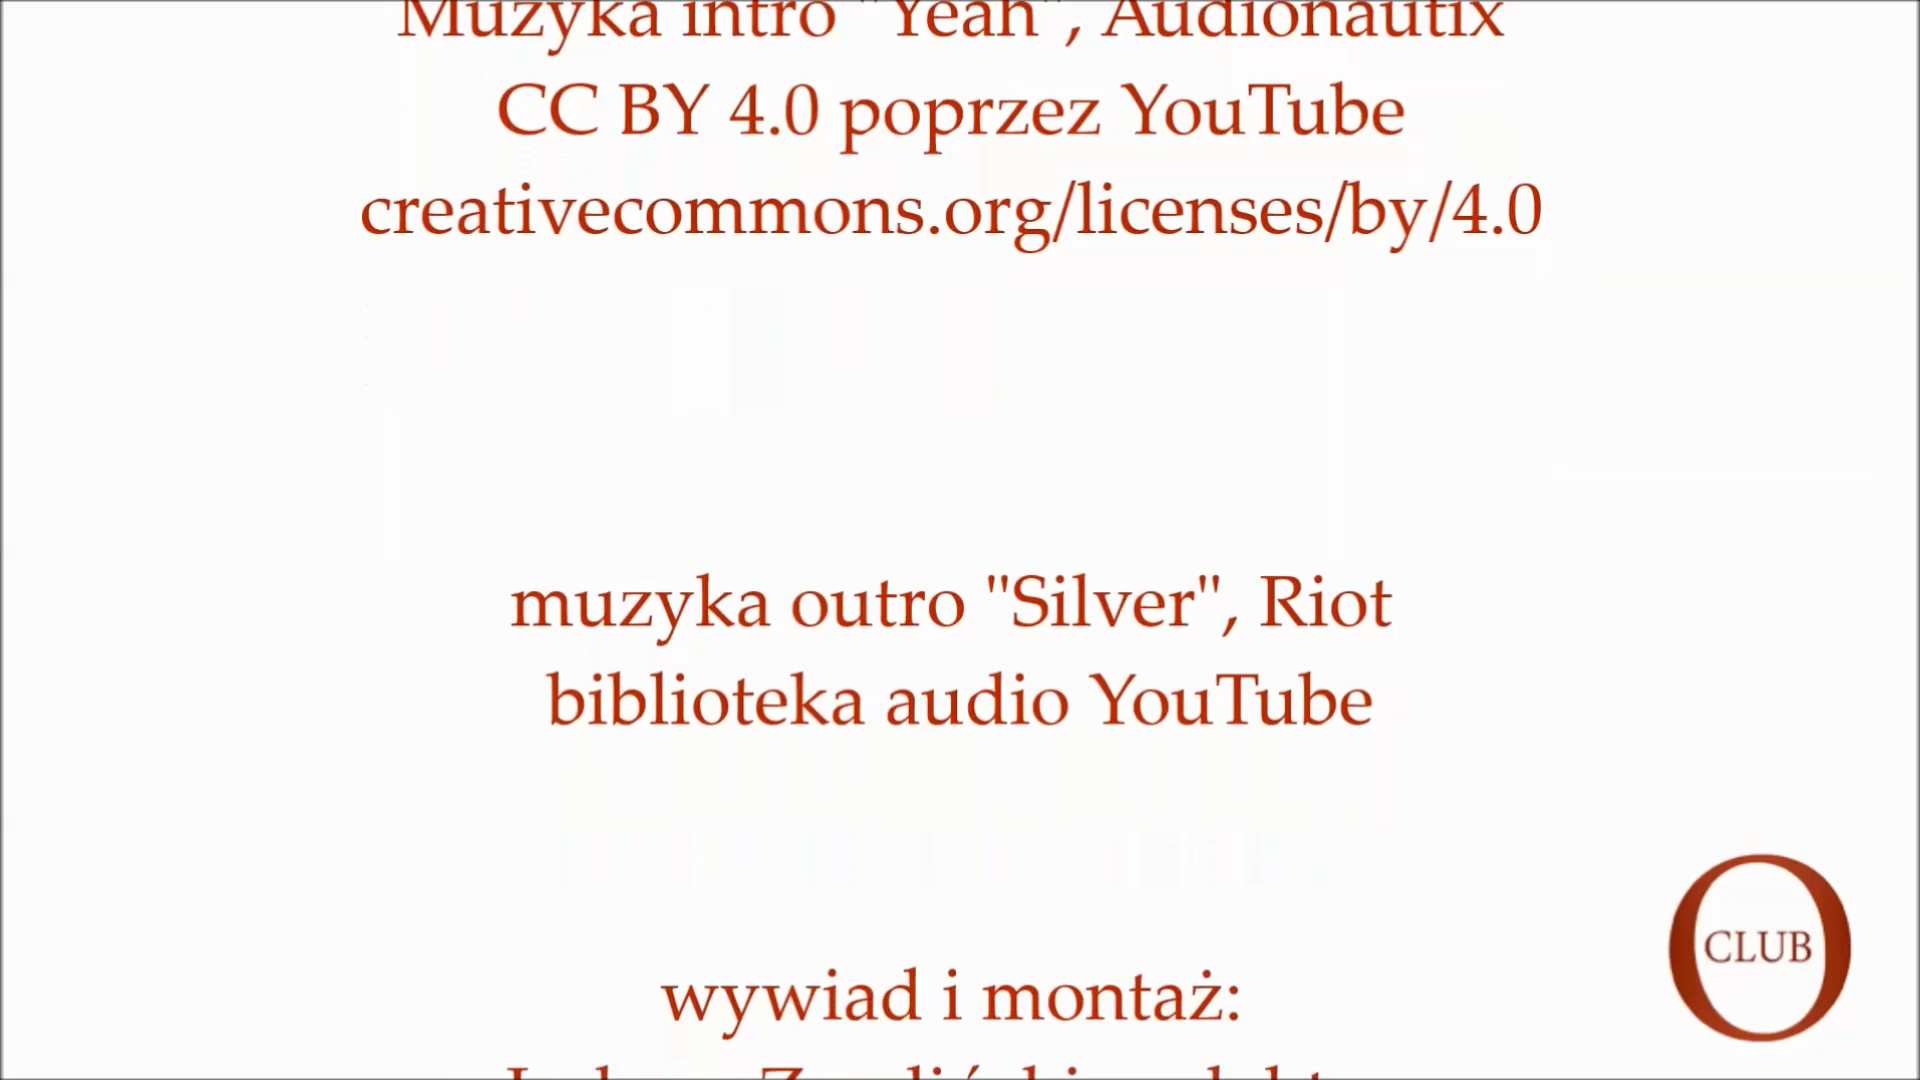 Muzyka intro "Yeah", Audionautix
CC BY 4.0 poprzez YouTube
creativecommons.org/licenses/by/4.0
muzyka outro "Silver", Riot
biblioteka audio YouTube
CLUB
wywiad i montaż: